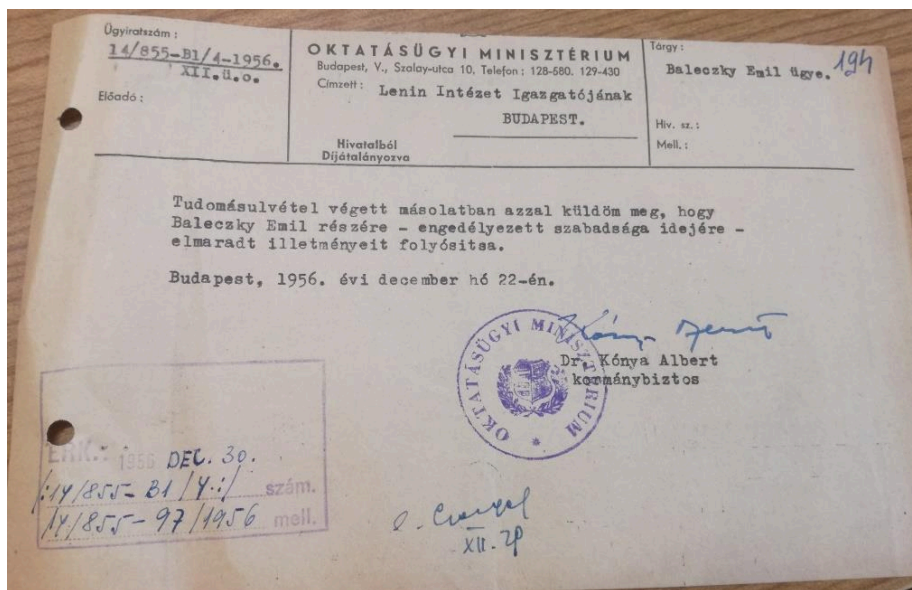 Ügyiratszám :
14/855-B1/4-1956.
XII.ü.o.
Előadó :
OKTATÁSÜGYI MINISZTÉRIUM
Budapest, V., Szalay-utca 10, Telefon : 128-580. 129-430
Címzett :
Lenin Intézet Igazgatójának
BUDAPEST.
Hivatalból
Díjátalányozva
Tárgy :
Baleczky Emil ügye.
194
Hiv. sz. :
Mell. :
Tudomásulvétel végett másolatban azzal küldöm meg, hogy
Baleczky Emil részére - engedélyezett szabadsága idejére -
elmaradt illetményeit folyósitsa.
Budapest, 1956. évi december hó 22-én.
OKTATÁSÜGYI MINISZTÉRIUM
Dr. Kónya Albert
kormánybiztos
ÉRK.: 1956 DEC. 30.
/:14/855-B1/4.:/ szám.
/14/855-97/1956 mell.
XII. 29